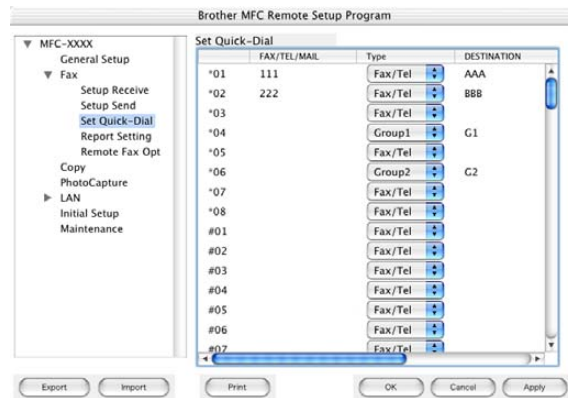 Brother MFC Remote Setup Program
MFC-XXXX
General Setup
Fax
Setup Receive
Setup Send
Set Quick-Dial
Report Setting
Remote Fax Opt
Copy
PhotoCapture
LAN
Initial Setup
Maintenance
Set Quick-Dial
FAX/TEL/MAIL Type DESTINATION
*01 111 Fax/Tel AAA
*02 222 Fax/Tel BBB
*03 Fax/Tel
*04 Group1 G1
*05 Fax/Tel
*06 Group2 G2
*07 Fax/Tel
*08 Fax/Tel
#01 Fax/Tel
#02 Fax/Tel
#03 Fax/Tel
#04 Fax/Tel
#05 Fax/Tel
#06 Fax/Tel
#07 Fax/Tel
Export Import Print OK Cancel Apply